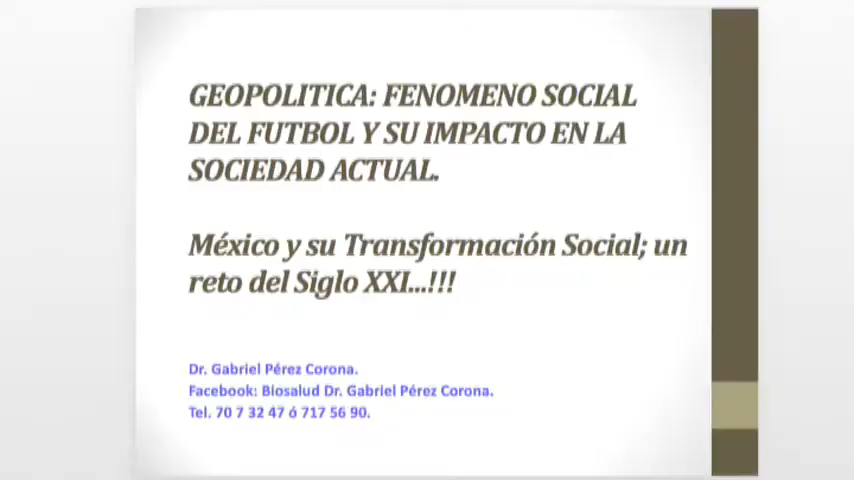 GEOPOLITICA: FENOMENO SOCIAL
DEL FUTBOL Y SU IMPACTO EN LA
SOCIEDAD ACTUAL.
México y su Transformación Social; un
reto del Siglo XXI...!!!
Dr. Gabriel Pérez Corona.
Facebook: Biosalud Dr. Gabriel Pérez Corona.
Tel. 70 7 32 47 ó 717 56 90.